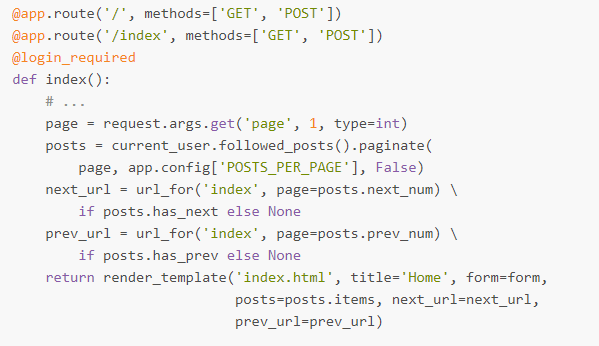 @app.route('/', methods=['GET', 'POST'])
@app.route('/index', methods=['GET', 'POST'])
@login_required
def index():
    # ...
    page = request.args.get('page', 1, type=int)
    posts = current_user.followed_posts().paginate(
        page, app.config['POSTS_PER_PAGE'], False)
    next_url = url_for('index', page=posts.next_num) \
        if posts.has_next else None
    prev_url = url_for('index', page=posts.prev_num) \
        if posts.has_prev else None
    return render_template('index.html', title='Home', form=form,
                           posts=posts.items, next_url=next_url,
                           prev_url=prev_url)